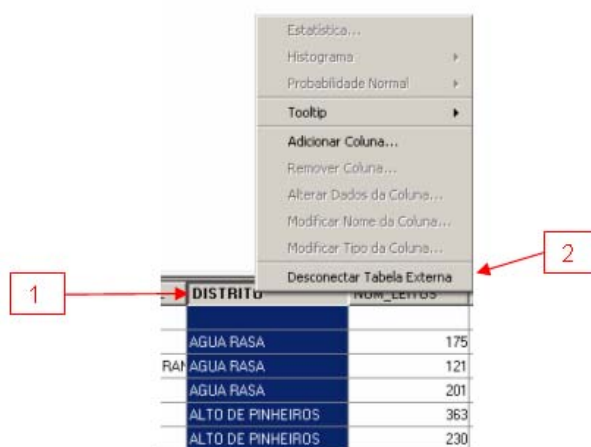 Estatística...
Histograma
Probabilidade Normal
Tooltip
Adicionar Coluna...
Remover Coluna...
Alterar Dados da Coluna...
Modificar Nome da Coluna...
Modificar Tipo da Coluna...
Desconectar Tabela Externa
2
1
DISTRITO NUM_LEITOS
AGUA RASA 175
RAN AGUA RASA 121
AGUA RASA 201
ALTO DE PINHEIROS 363
ALTO DE PINHEIROS 230